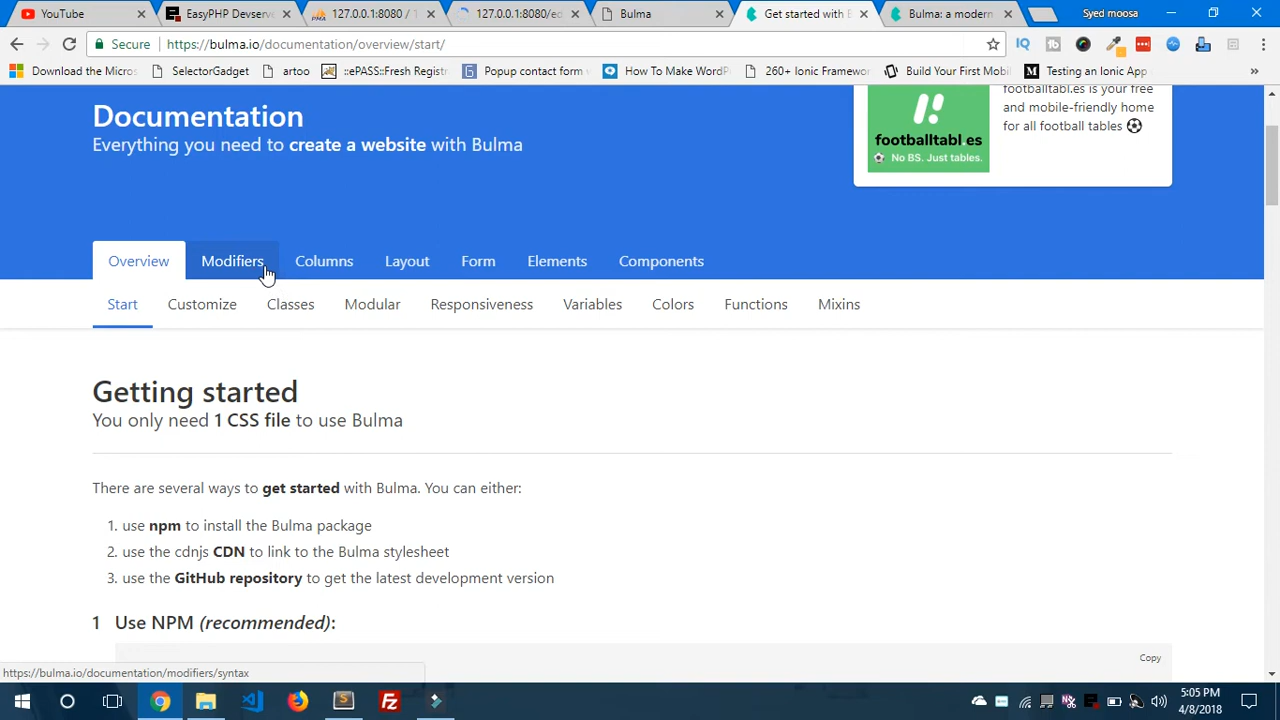 YouTube
EasyPHP Devserve
127.0.0.1:8080 / 1
127.0.0.1:8080/ed
Bulma
Get started with B
Bulma: a modern
Syed moosa
Secure
https://bulma.io/documentation/overview/start/
Download the Micros
SelectorGadget
artoo
::ePASS::Fresh Registr
Popup contact form
How To Make WordP
260+ Ionic Framewor
Build Your First Mobil
Testing an Ionic App
»
Documentation
Everything you need to create a website with Bulma
footballtabl.es
No BS. Just tables.
footballtabl.es is your free
and mobile-friendly home
for all football tables
Overview
Modifiers
Columns
Layout
Form
Elements
Components
Start
Customize
Classes
Modular
Responsiveness
Variables
Colors
Functions
Mixins
Getting started
You only need 1 CSS file to use Bulma
There are several ways to get started with Bulma. You can either:
1. use npm to install the Bulma package
2. use the cdnjs CDN to link to the Bulma stylesheet
3. use the GitHub repository to get the latest development version
1 Use NPM (recommended):
Copy
https://bulma.io/documentation/modifiers/syntax
5:05 PM
4/8/2018